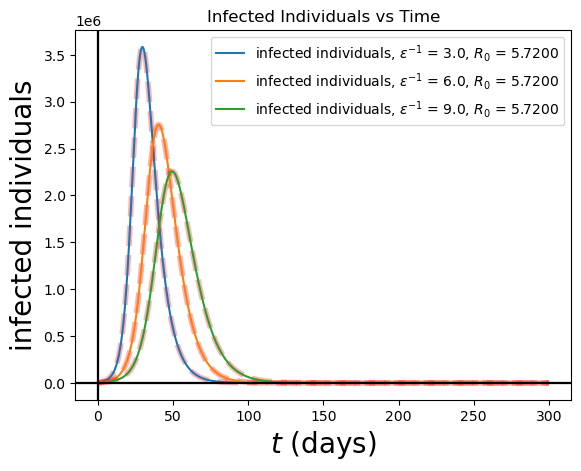 Infected Individuals vs Time
1e6
infected individuals, ε⁻¹ = 3.0, R₀ = 5.7200
infected individuals, ε⁻¹ = 6.0, R₀ = 5.7200
infected individuals, ε⁻¹ = 9.0, R₀ = 5.7200
3.5
3.0
2.5
2.0
1.5
1.0
0.5
0.0
infected individuals
0 50 100 150 200 250 300
t (days)